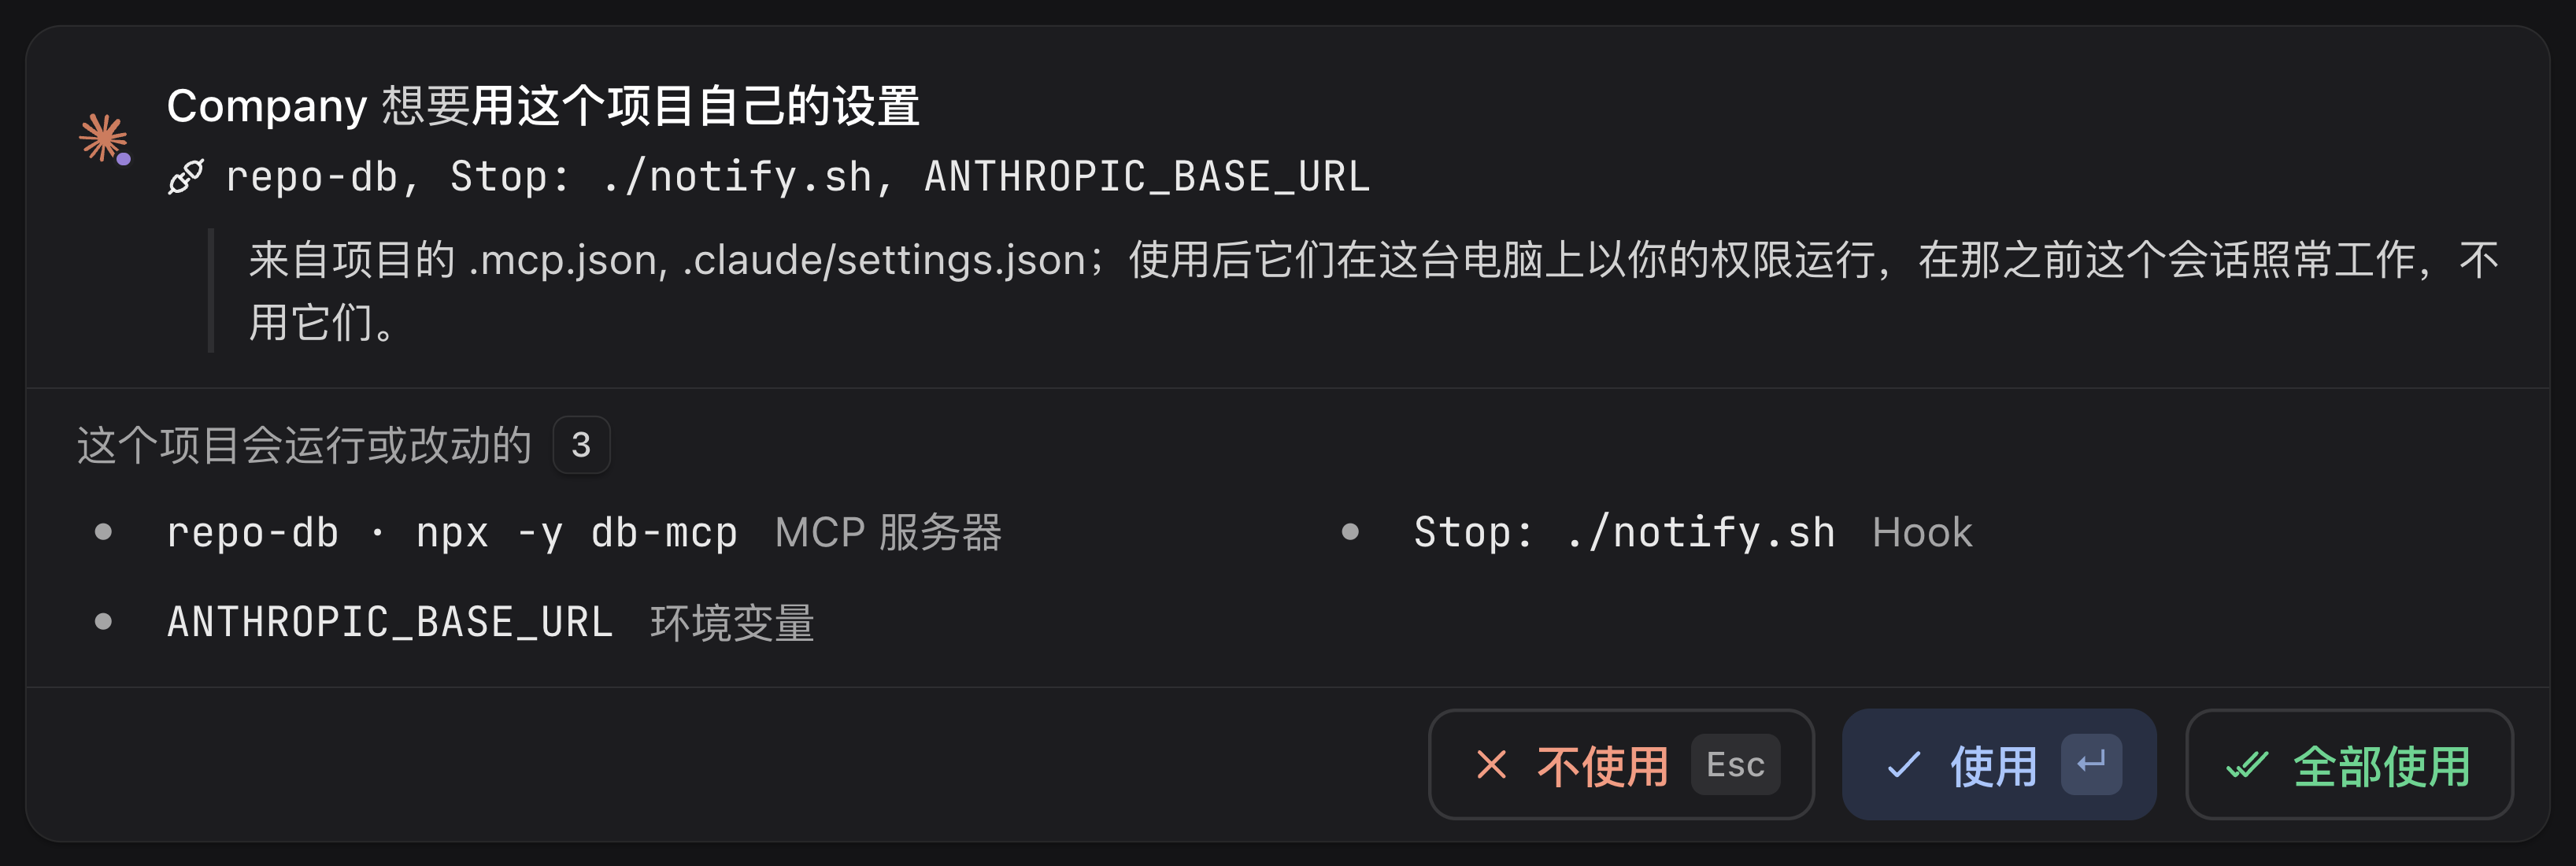 Company 想要用这个项目自己的设置
repo-db, Stop: ./notify.sh, ANTHROPIC_BASE_URL
来自项目的 .mcp.json, .claude/settings.json；使用后它们在这台电脑上以你的权限运行，在那之前这个会话照常工作，不
用它们。
这个项目会运行或改动的 3
repo-db · npx -y db-mcp MCP 服务器
Stop: ./notify.sh Hook
ANTHROPIC_BASE_URL 环境变量
不使用 Esc
使用 ↵
全部使用